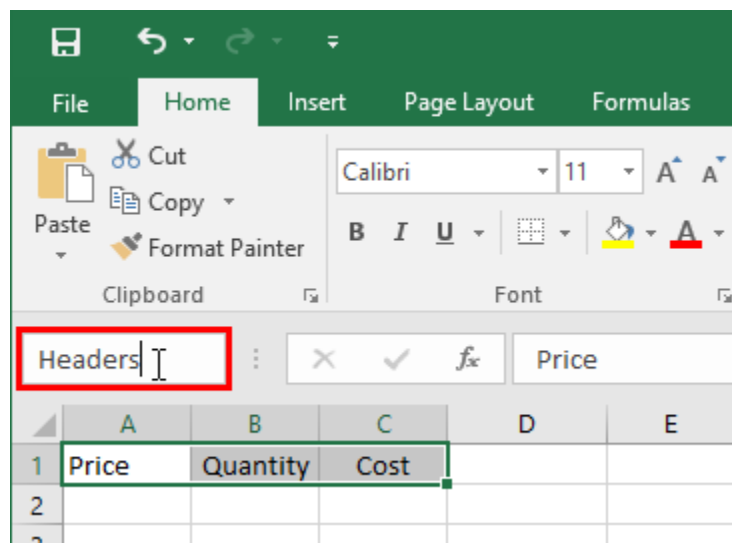 File Home Insert Page Layout Formulas
Cut
Calibri 11 A A
Copy
Paste
B I U A
Format Painter
Clipboard Font
Headers fx Price
A B C D E
1 Price Quantity Cost
2